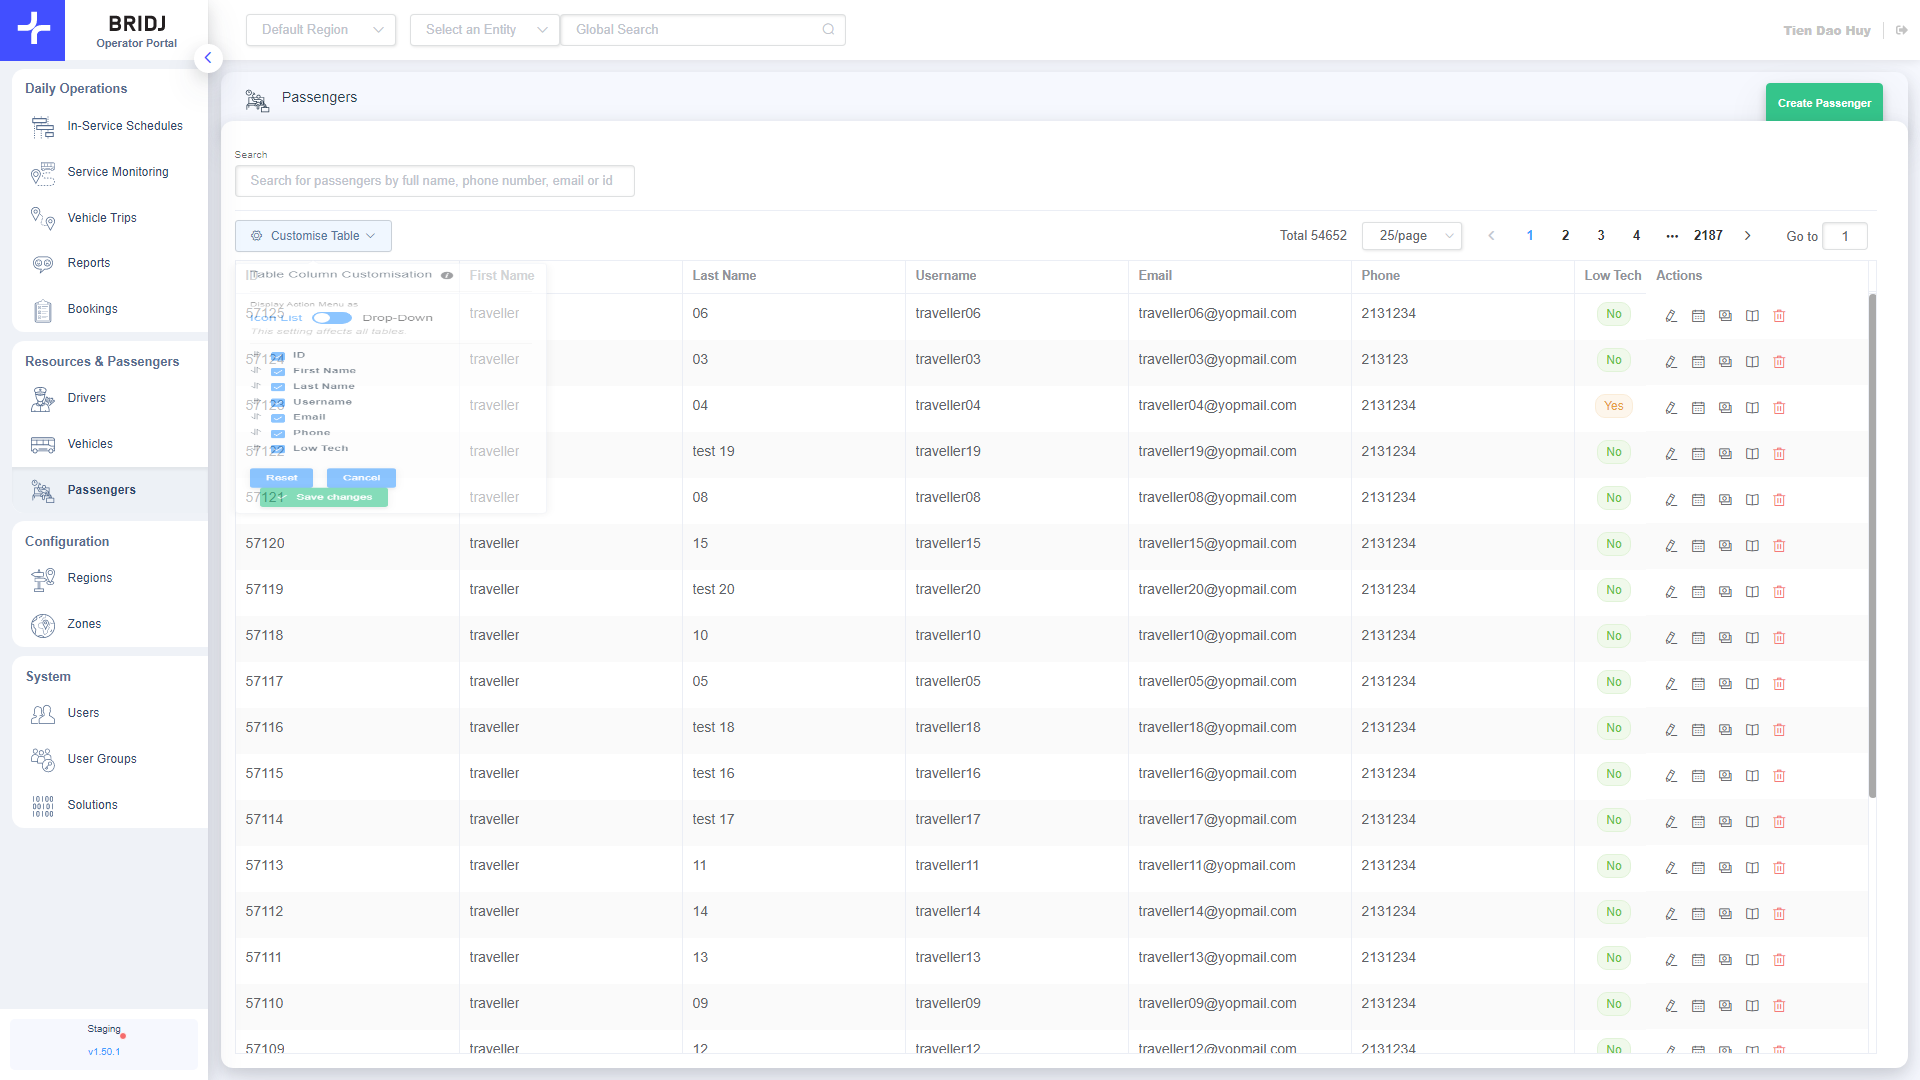 BRIDJ
Operator Portal
Default Region
Select an Entity
Global Search
Tien Dao Huy
Daily Operations
In-Service Schedules
Service Monitoring
Vehicle Trips
Reports
Bookings
Resources & Passengers
Drivers
Vehicles
Passengers
Configuration
Regions
Zones
System
Users
User Groups
Solutions
Staging
v1.50.1
Passengers
Create Passenger
Search
Search for passengers by full name, phone number, email or id
Customise Table
Total 54652 25/page 1 2 3 4 ••• 2187 Go to 1
Table Column Customisation
Display Action Menu as
Icon List Drop-Down
This setting affects all tables.
ID
First Name
Last Name
Username
Email
Phone
Low Tech
Reset Cancel
Save changes
ID First Name Last Name Username Email Phone Low Tech Actions
57125 traveller 06 traveller06 traveller06@yopmail.com 2131234 No
57124 traveller 03 traveller03 traveller03@yopmail.com 213123 No
57123 traveller 04 traveller04 traveller04@yopmail.com 2131234 Yes
57122 traveller test 19 traveller19 traveller19@yopmail.com 2131234 No
57121 traveller 08 traveller08 traveller08@yopmail.com 2131234 No
57120 traveller 15 traveller15 traveller15@yopmail.com 2131234 No
57119 traveller test 20 traveller20 traveller20@yopmail.com 2131234 No
57118 traveller 10 traveller10 traveller10@yopmail.com 2131234 No
57117 traveller 05 traveller05 traveller05@yopmail.com 2131234 No
57116 traveller test 18 traveller18 traveller18@yopmail.com 2131234 No
57115 traveller test 16 traveller16 traveller16@yopmail.com 2131234 No
57114 traveller test 17 traveller17 traveller17@yopmail.com 2131234 No
57113 traveller 11 traveller11 traveller11@yopmail.com 2131234 No
57112 traveller 14 traveller14 traveller14@yopmail.com 2131234 No
57111 traveller 13 traveller13 traveller13@yopmail.com 2131234 No
57110 traveller 09 traveller09 traveller09@yopmail.com 2131234 No
57109 traveller 12 traveller12 traveller12@yopmail.com 2131234 No